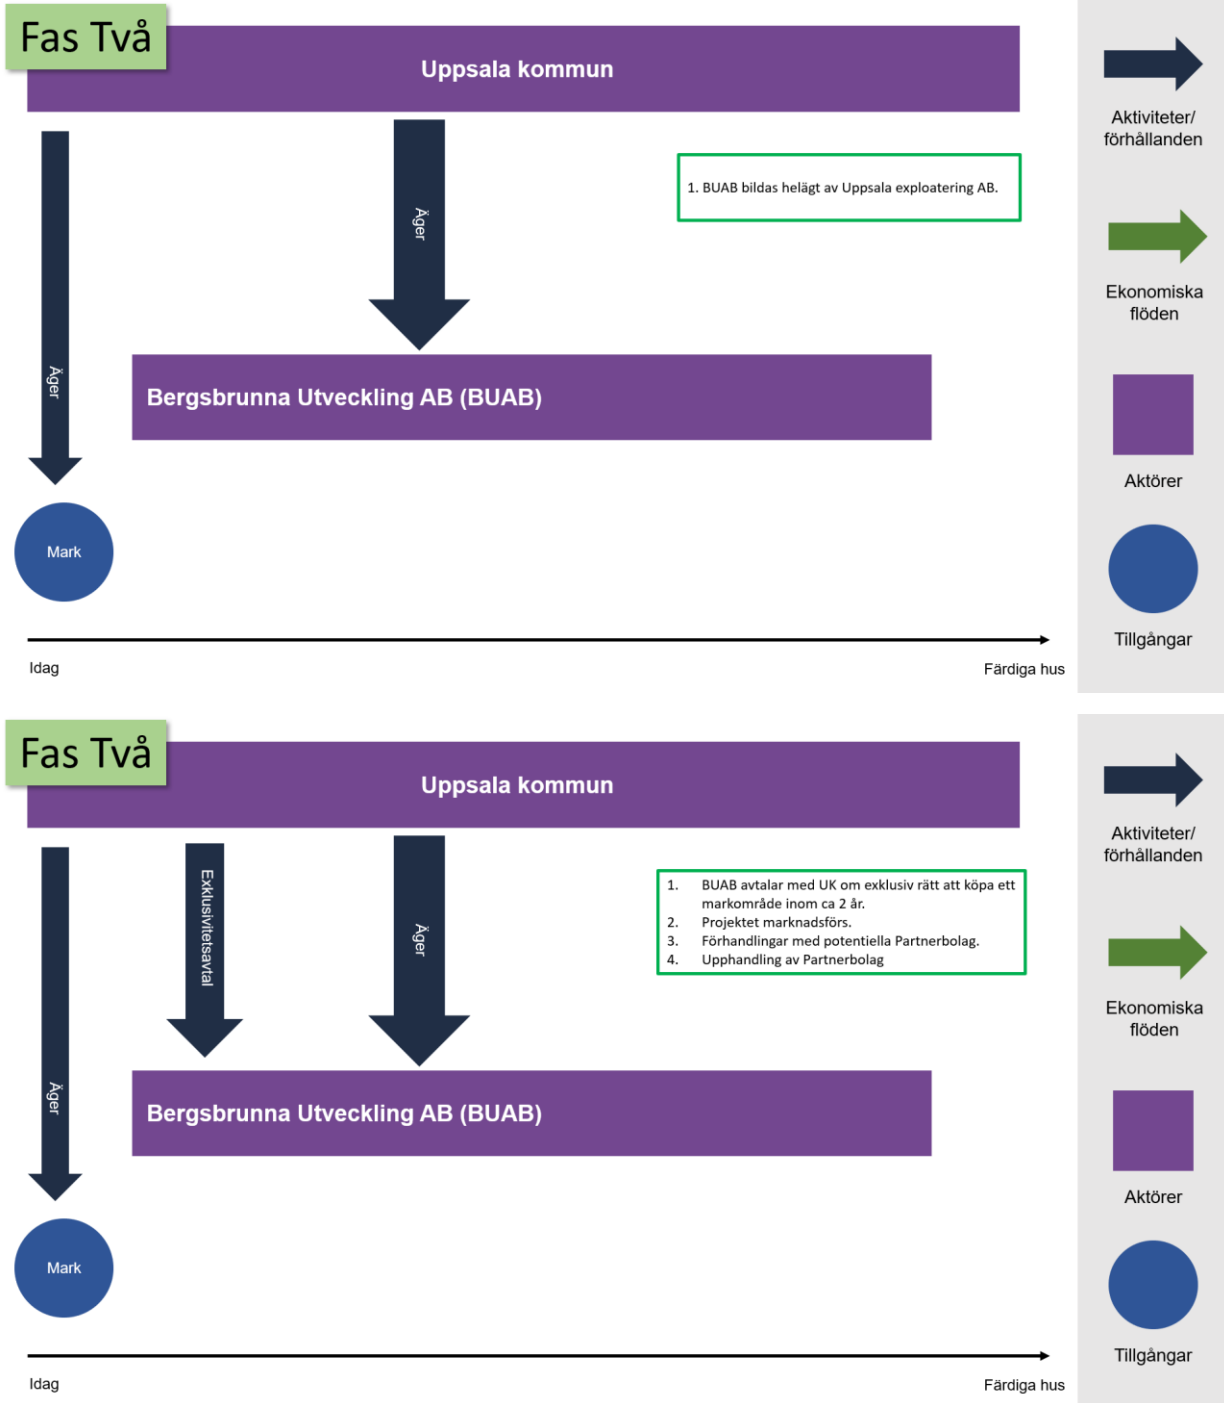 Fas Två
Uppsala kommun
Äger
Äger
1. BUAB bildas helägt av Uppsala exploatering AB.
Bergsbrunna Utveckling AB (BUAB)
Mark
Idag
Färdiga hus
Aktiviteter/
förhållanden
Ekonomiska
flöden
Aktörer
Tillgångar
Fas Två
Uppsala kommun
Äger
Exklusivitetsavtal
Äger
1. BUAB avtalar med UK om exklusiv rätt att köpa ett
markområde inom ca 2 år.
2. Projektet marknadsförs.
3. Förhandlingar med potentiella Partnerbolag.
4. Upphandling av Partnerbolag
Bergsbrunna Utveckling AB (BUAB)
Mark
Idag
Färdiga hus
Aktiviteter/
förhållanden
Ekonomiska
flöden
Aktörer
Tillgångar